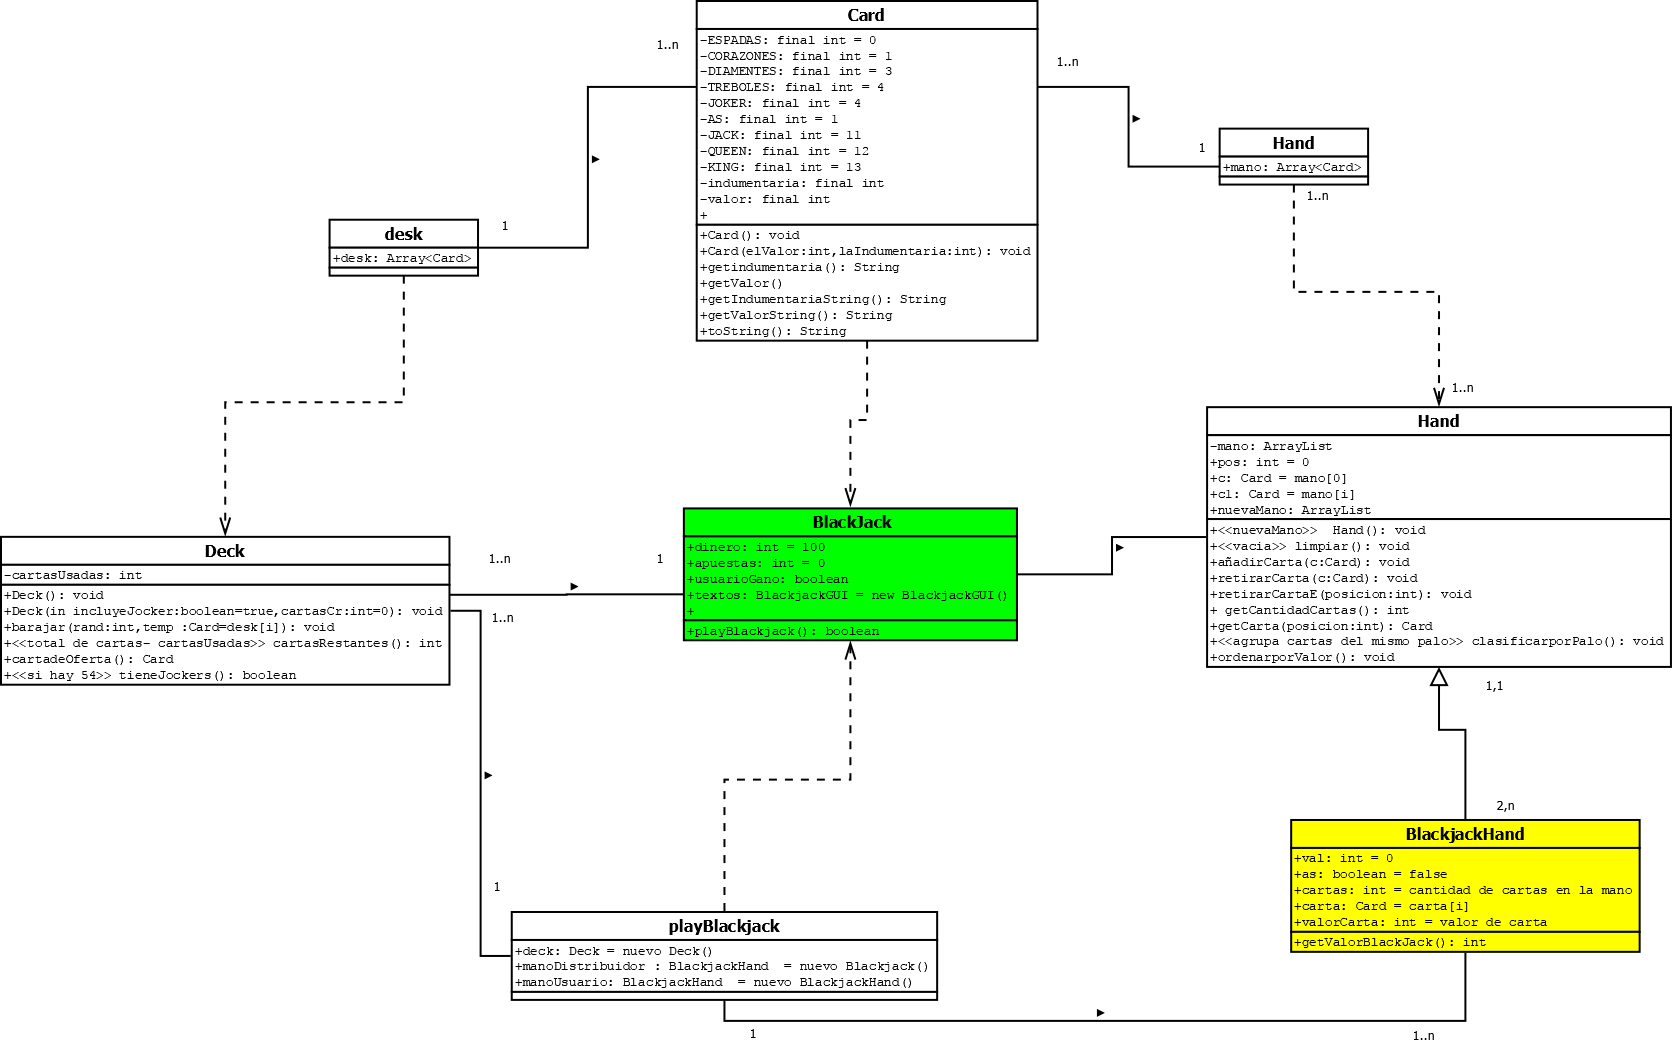 Card
-ESPADAS: final int = 0
-CORAZONES: final int = 1
-DIAMENTES: final int = 3
-TREBOLES: final int = 4
-JOKER: final int = 4
-AS: final int = 1
-JACK: final int = 11
-QUEEN: final int = 12
-KING: final int = 13
-indumentaria: final int
-valor: final int
+
+Card(): void
+Card(elValor:int,laIndumentaria:int): void
+getindumentaria(): String
+getValor()
+getIndumentariaString(): String
+getValorString(): String
+toString(): String
1..n
1..n
1
Hand
+mano: Array<Card>
1..n
desk
+desk: Array<Card>
1
1..n
Hand
-mano: ArrayList
+pos: int = 0
+c: Card = mano[0]
+cl: Card = mano[i]
+nuevaMano: ArrayList
+<<nuevaMano>>  Hand(): void
+<<vacia>> limpiar(): void
+añadirCarta(c:Card): void
+retirarCarta(c:Card): void
+retirarCartaE(posicion:int): void
+ getCantidadCartas(): int
+getCarta(posicion:int): Card
+<<agrupa cartas del mismo palo>> clasificarporPalo(): void
+ordenarporValor(): void
1,1
BlackJack
+dinero: int = 100
+apuestas: int = 0
+usuarioGano: boolean
+textos: BlackjackGUI = new BlackjackGUI()
+
+playBlackjack(): boolean
Deck
-cartasUsadas: int
+Deck(): void
+Deck(in incluyeJocker:boolean=true,cartasCr:int=0): void
+barajar(rand:int,temp :Card=desk[i]): void
+<<total de cartas- cartasUsadas>> cartasRestantes(): int
+cartadeOferta(): Card
+<<si hay 54>> tieneJockers(): boolean
1..n
1
1..n
1
2,n
BlackjackHand
+val: int = 0
+as: boolean = false
+cartas: int = cantidad de cartas en la mano
+carta: Card = carta[i]
+valorCarta: int = valor de carta
+getValorBlackJack(): int
playBlackjack
+deck: Deck = nuevo Deck()
+manoDistribuidor : BlackjackHand  = nuevo Blackjack()
+manoUsuario: BlackjackHand  = nuevo BlackjackHand()
1
1..n